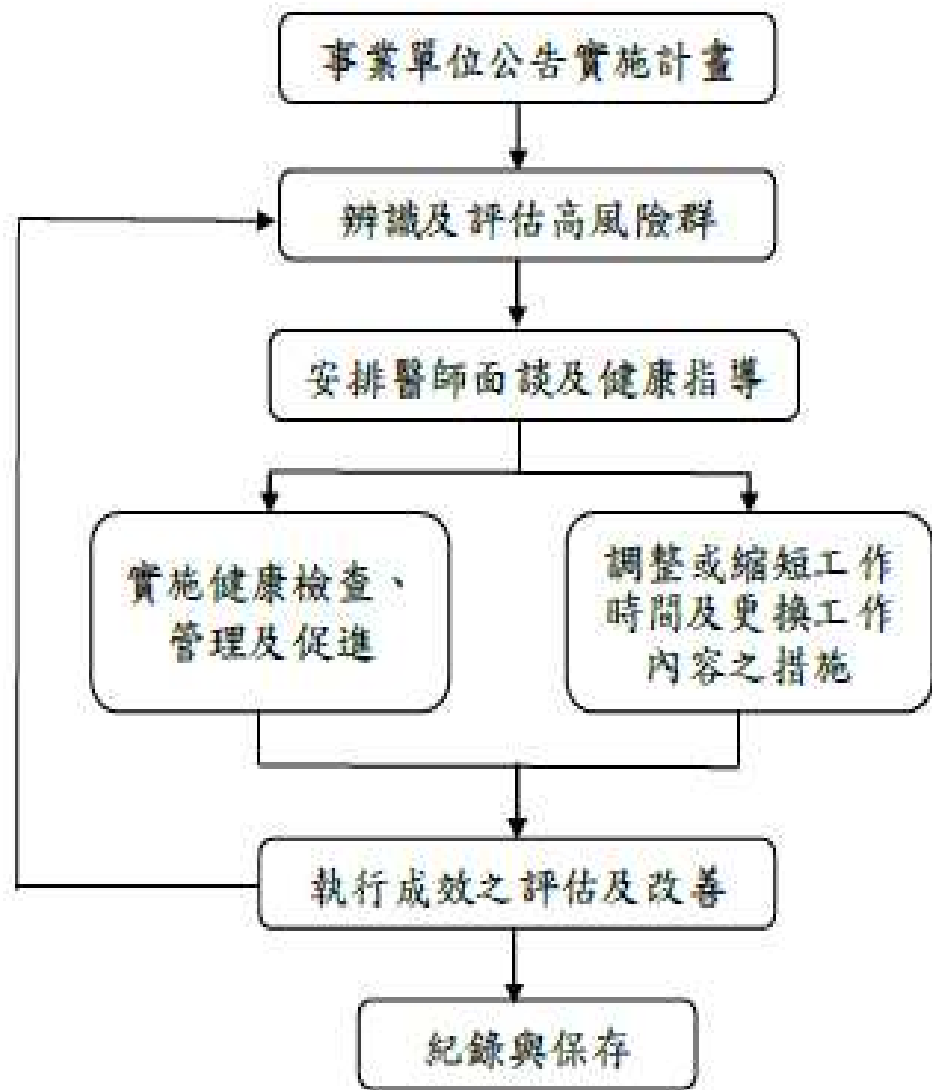 事業單位公告實施計畫
辨識及評估高風險群
安排醫師面談及健康指導
實施健康檢查、
管理及促進
調整或縮短工作
時間及更換工作
內容之措施
執行成效之評估及改善
紀錄與保存